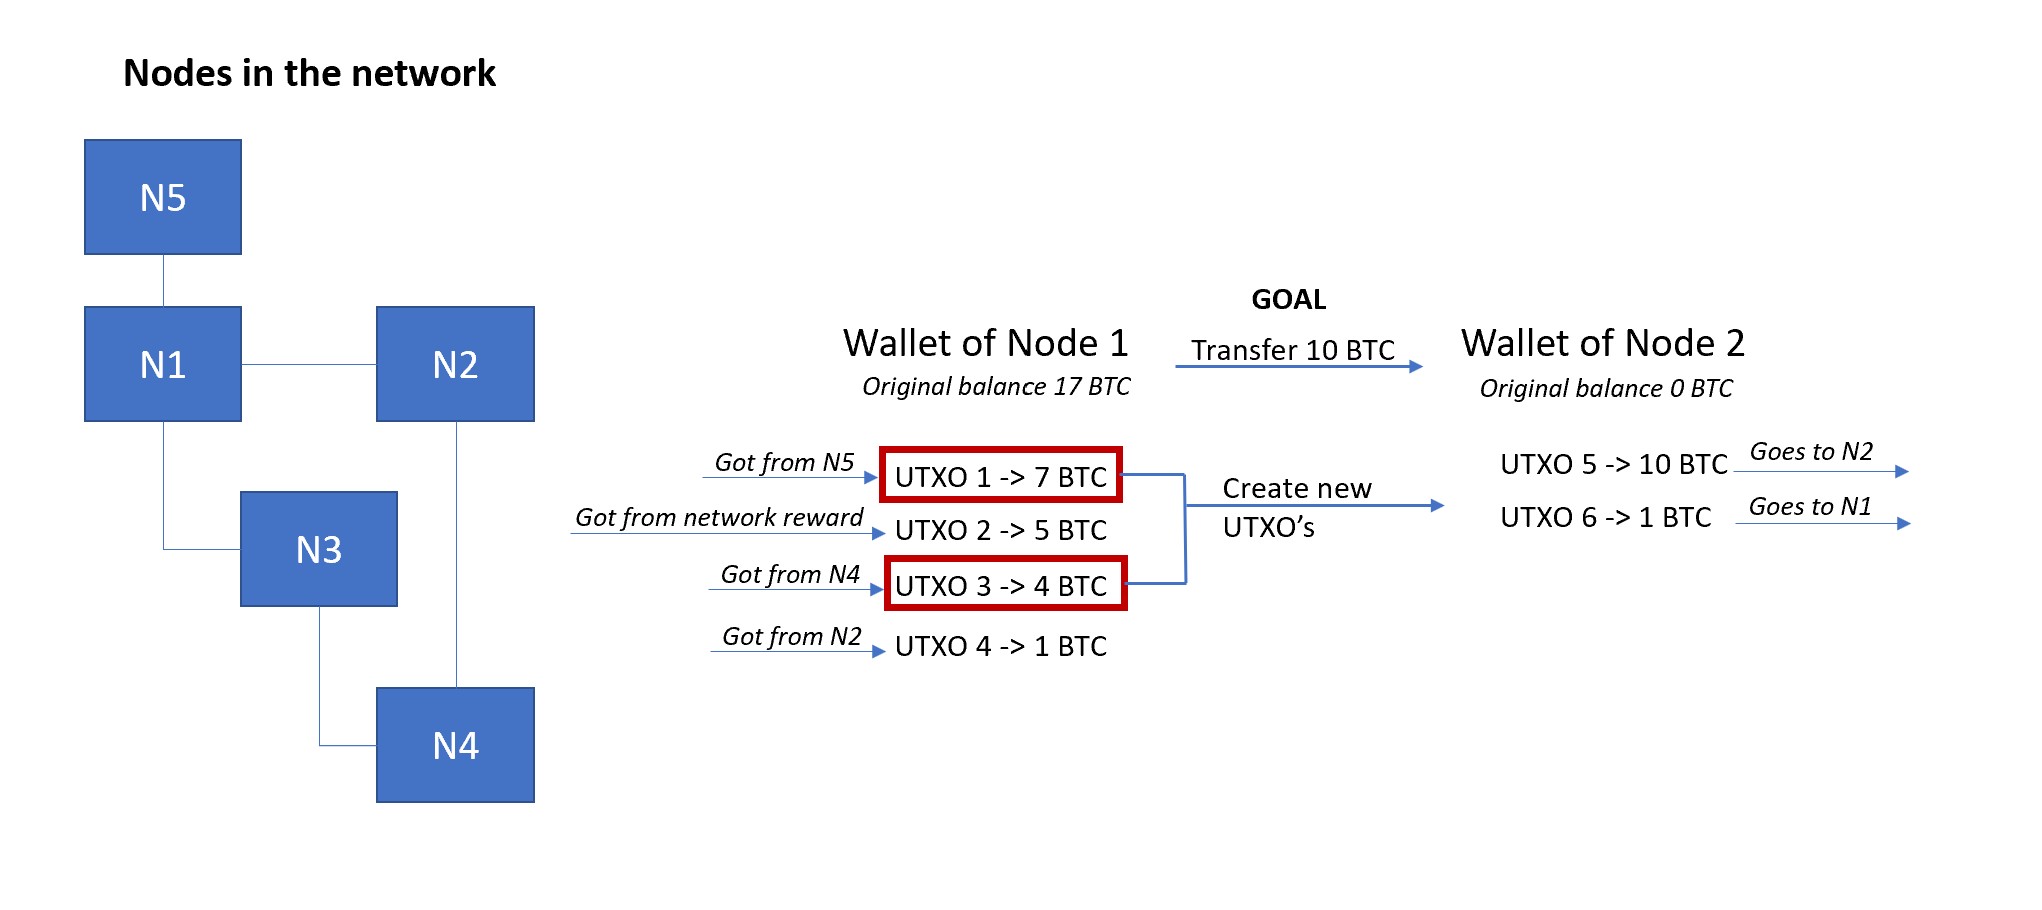 Nodes in the network
N5
N1
N2
N3
N4
GOAL
Wallet of Node 1
Transfer 10 BTC
Wallet of Node 2
Original balance 17 BTC
Original balance 0 BTC
Got from N5
UTXO 1 -> 7 BTC
Got from network reward
UTXO 2 -> 5 BTC
Got from N4
UTXO 3 -> 4 BTC
Got from N2
UTXO 4 -> 1 BTC
Create new
UTXO’s
UTXO 5 -> 10 BTC
Goes to N2
UTXO 6 -> 1 BTC
Goes to N1